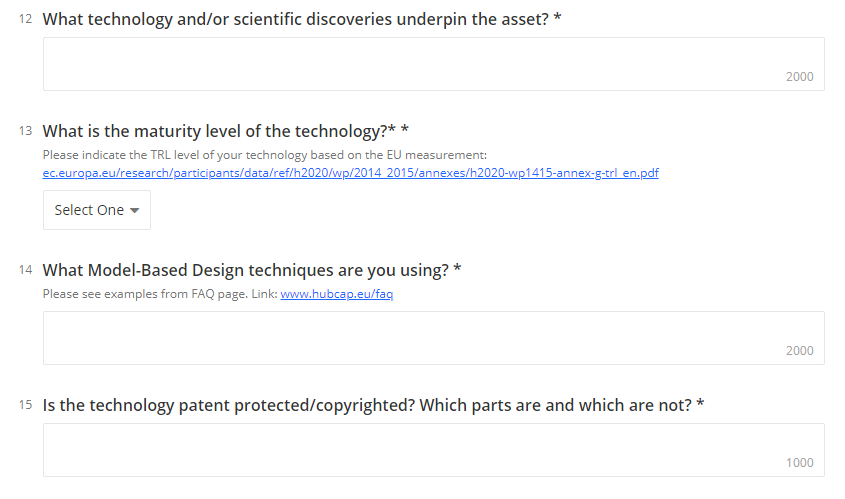 12 What technology and/or scientific discoveries underpin the asset? *
2000
13 What is the maturity level of the technology?* *
Please indicate the TRL level of your technology based on the EU measurement:
ec.europa.eu/research/participants/data/ref/h2020/wp/2014_2015/annexes/h2020-wp1415-annex-g-trl_en.pdf
Select One
14 What Model-Based Design techniques are you using? *
Please see examples from FAQ page. Link: www.hubcap.eu/faq
2000
15 Is the technology patent protected/copyrighted? Which parts are and which are not? *
1000